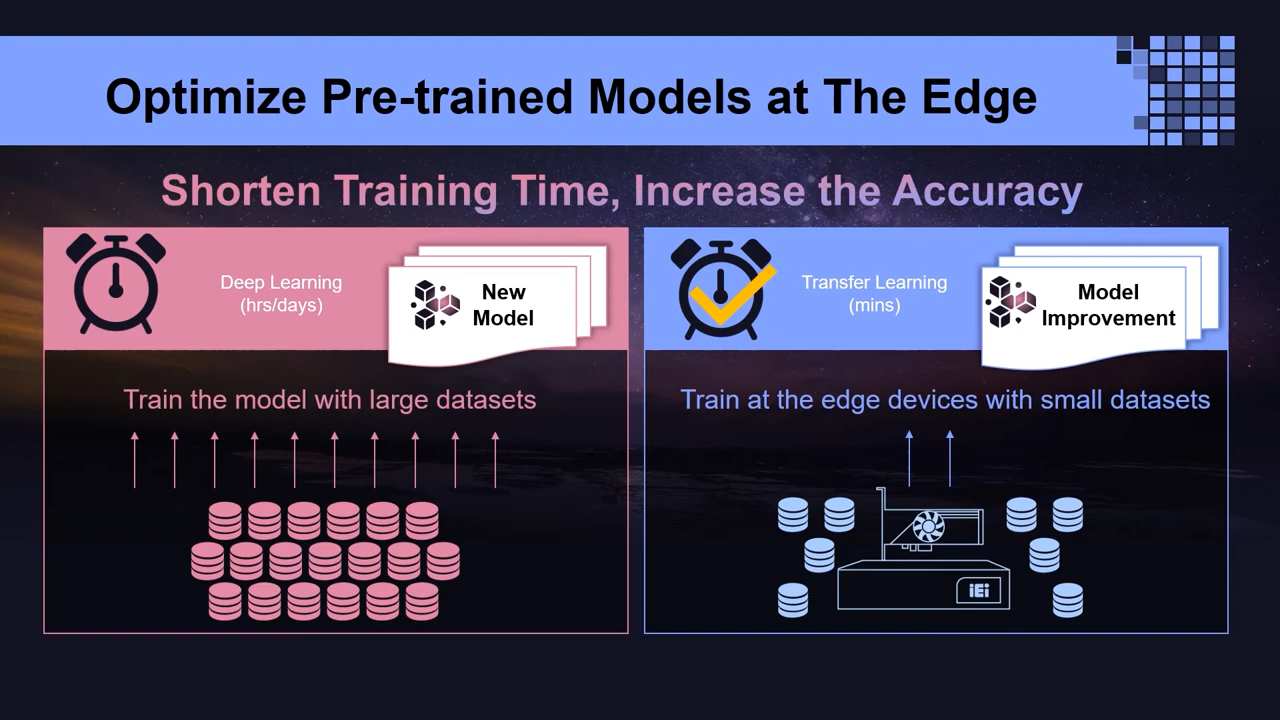 Optimize Pre-trained Models at The Edge
Shorten Training Time, Increase the Accuracy
Deep Learning
(hrs/days)
New
Model
Train the model with large datasets
Transfer Learning
(mins)
Model
Improvement
Train at the edge devices with small datasets
iEi